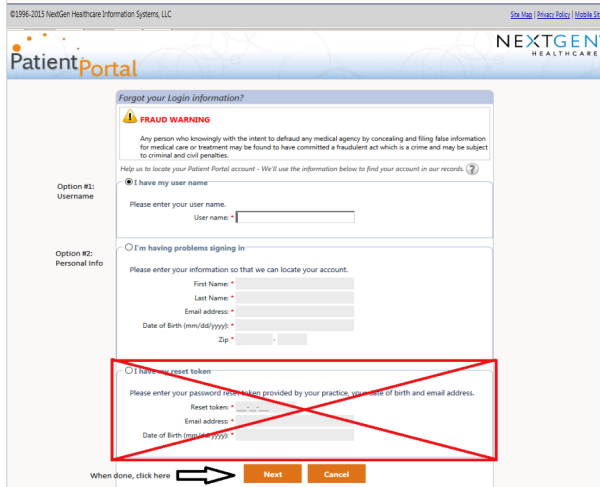 ©1996-2015 NextGen Healthcare Information Systems, LLC
Site Map | Privacy Policy | Mobile Sit
NEXTGEN
HEALTHCARE
PatientPortal
Forgot your Login information?
FRAUD WARNING
Any person who knowingly with the intent to defraud any medical agency by concealing and filing false information
for medical care or treatment may be found to have committed a fraudulent act which is a crime and may be subject
to criminal and civil penalties.
Help us to locate your Patient Portal account - We'll use the information below to find your account in our records. ?
Option #1:
Username
I have my user name
Please enter your user name.
User name: *
Option #2:
Personal Info
I'm having problems signing in
Please enter your information so that we can locate your account.
First Name: *
Last Name: *
Email address: *
Date of Birth (mm/dd/yyyy): *
Zip * -
I have my reset token
Please enter your password reset token provided by your practice, your date of birth and email address.
Reset token: * __-__-__
Email address: *
Date of Birth (mm/dd/yyyy): *
When done, click here
Next
Cancel